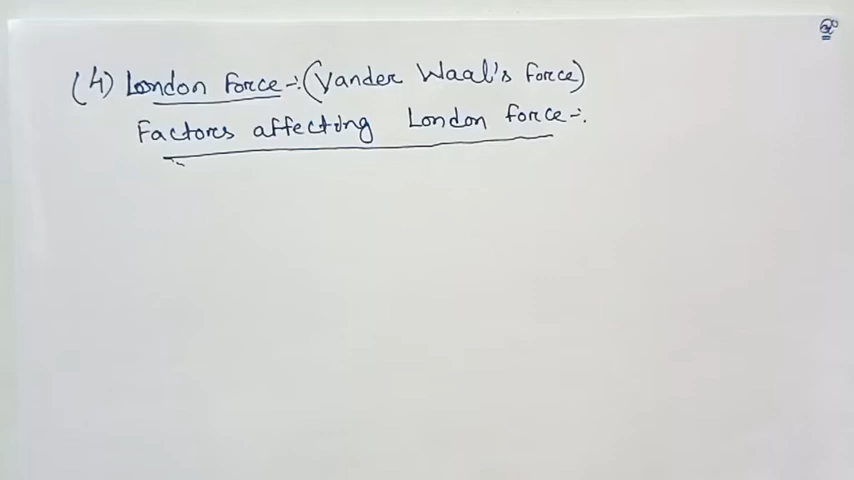 (4) London Force -: (Vander Waal's Force)
Factors affecting London force -: